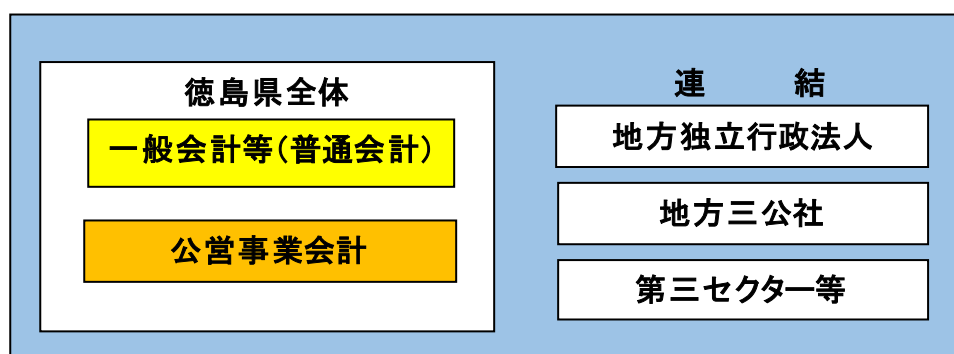 徳島県全体
一般会計等(普通会計)
公営事業会計
連　　結
地方独立行政法人
地方三公社
第三セクター等